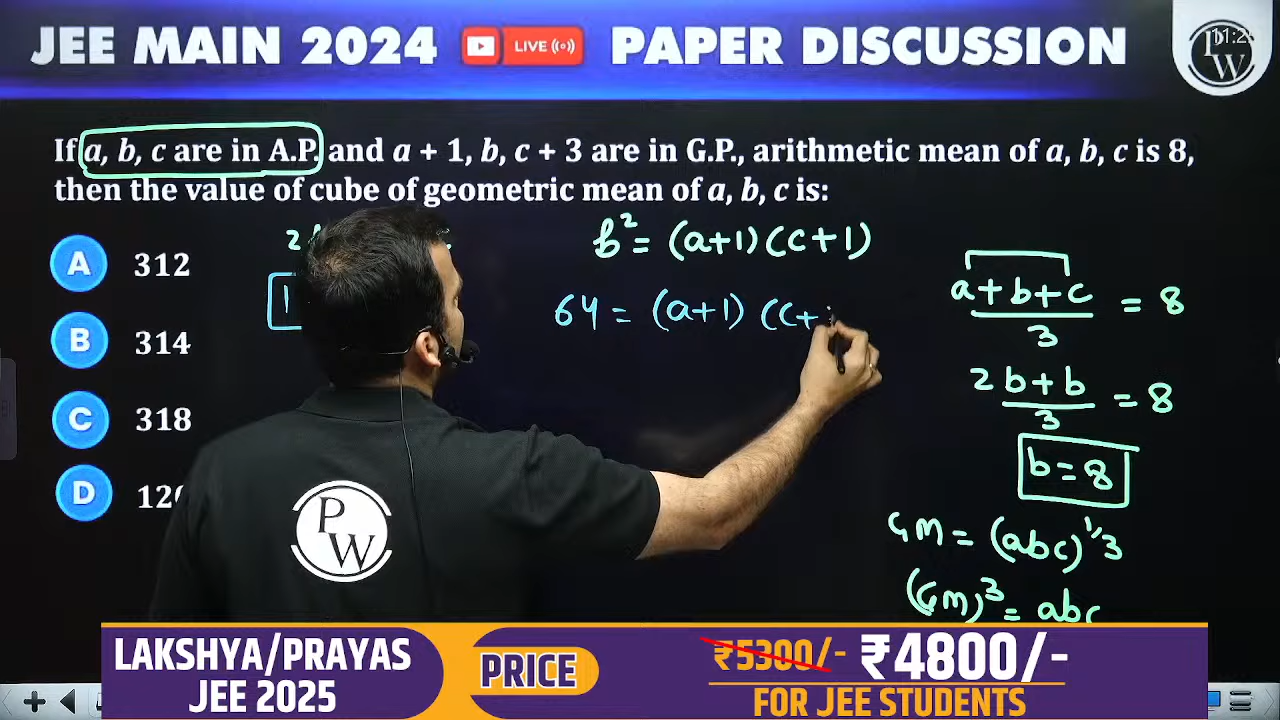 JEE MAIN 2024 LIVE PAPER DISCUSSION
PW
If a, b, c are in A.P. and a + 1, b, c + 3 are in G.P., arithmetic mean of a, b, c is 8,
then the value of cube of geometric mean of a, b, c is:
A 312
B 314
C 318
D
b² = (a+1)(c+1)
64 = (a+1) (c+
a+b+c
3
= 8
2b+b
3
= 8
b = 8
GM = (abc)^1/3
(GM)³ = abc
PW
LAKSHYA/PRAYAS
JEE 2025
PRICE
₹5300/- ₹4800/-
FOR JEE STUDENTS